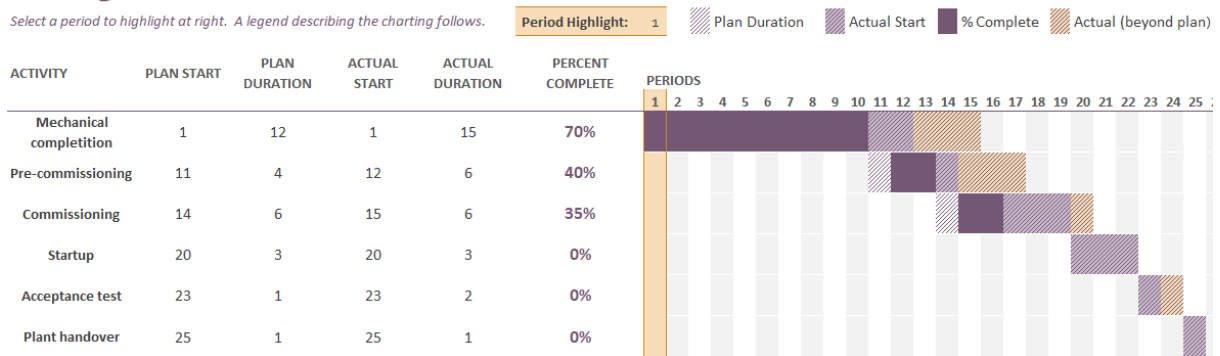 Select a period to highlight at right. A legend describing the charting follows.
Period Highlight: 1
Plan Duration
Actual Start
% Complete
Actual (beyond plan)
ACTIVITY PLAN START PLAN DURATION ACTUAL START ACTUAL DURATION PERCENT COMPLETE PERIODS
1 2 3 4 5 6 7 8 9 10 11 12 13 14 15 16 17 18 19 20 21 22 23 24 25
Mechanical completition 1 12 1 15 70%
Pre-commissioning 11 4 12 6 40%
Commissioning 14 6 15 6 35%
Startup 20 3 20 3 0%
Acceptance test 23 1 23 2 0%
Plant handover 25 1 25 1 0%